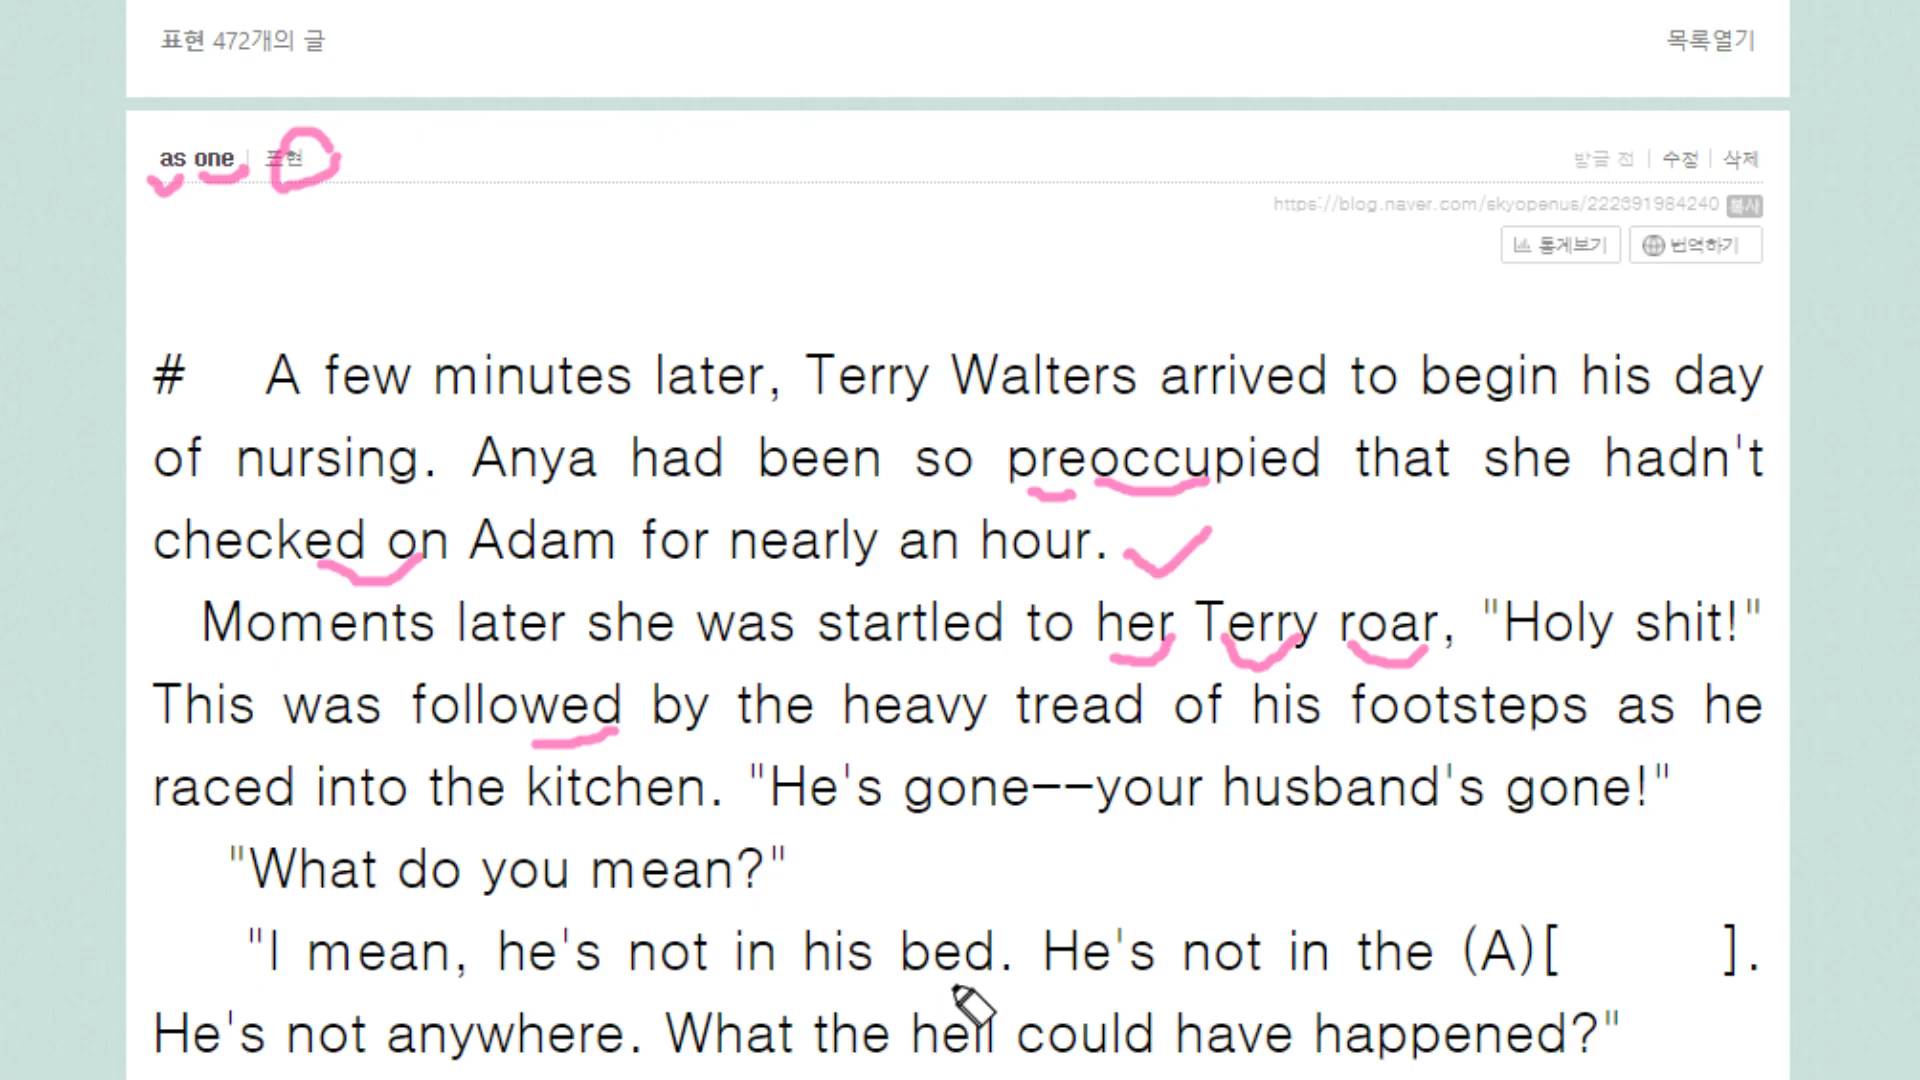 표현 472개의 글 목록열기
as one | 표현 방금 전 | 수정 | 삭제
https://blog.naver.com/skyopenus/222391984240 복사
통계보기 번역하기
# A few minutes later, Terry Walters arrived to begin his day
of nursing. Anya had been so preoccupied that she hadn't
checked on Adam for nearly an hour.
Moments later she was startled to her Terry roar, "Holy shit!"
This was followed by the heavy tread of his footsteps as he
raced into the kitchen. "He's gone--your husband's gone!"
"What do you mean?"
"I mean, he's not in his bed. He's not in the (A)[ ].
He's not anywhere. What the hell could have happened?"